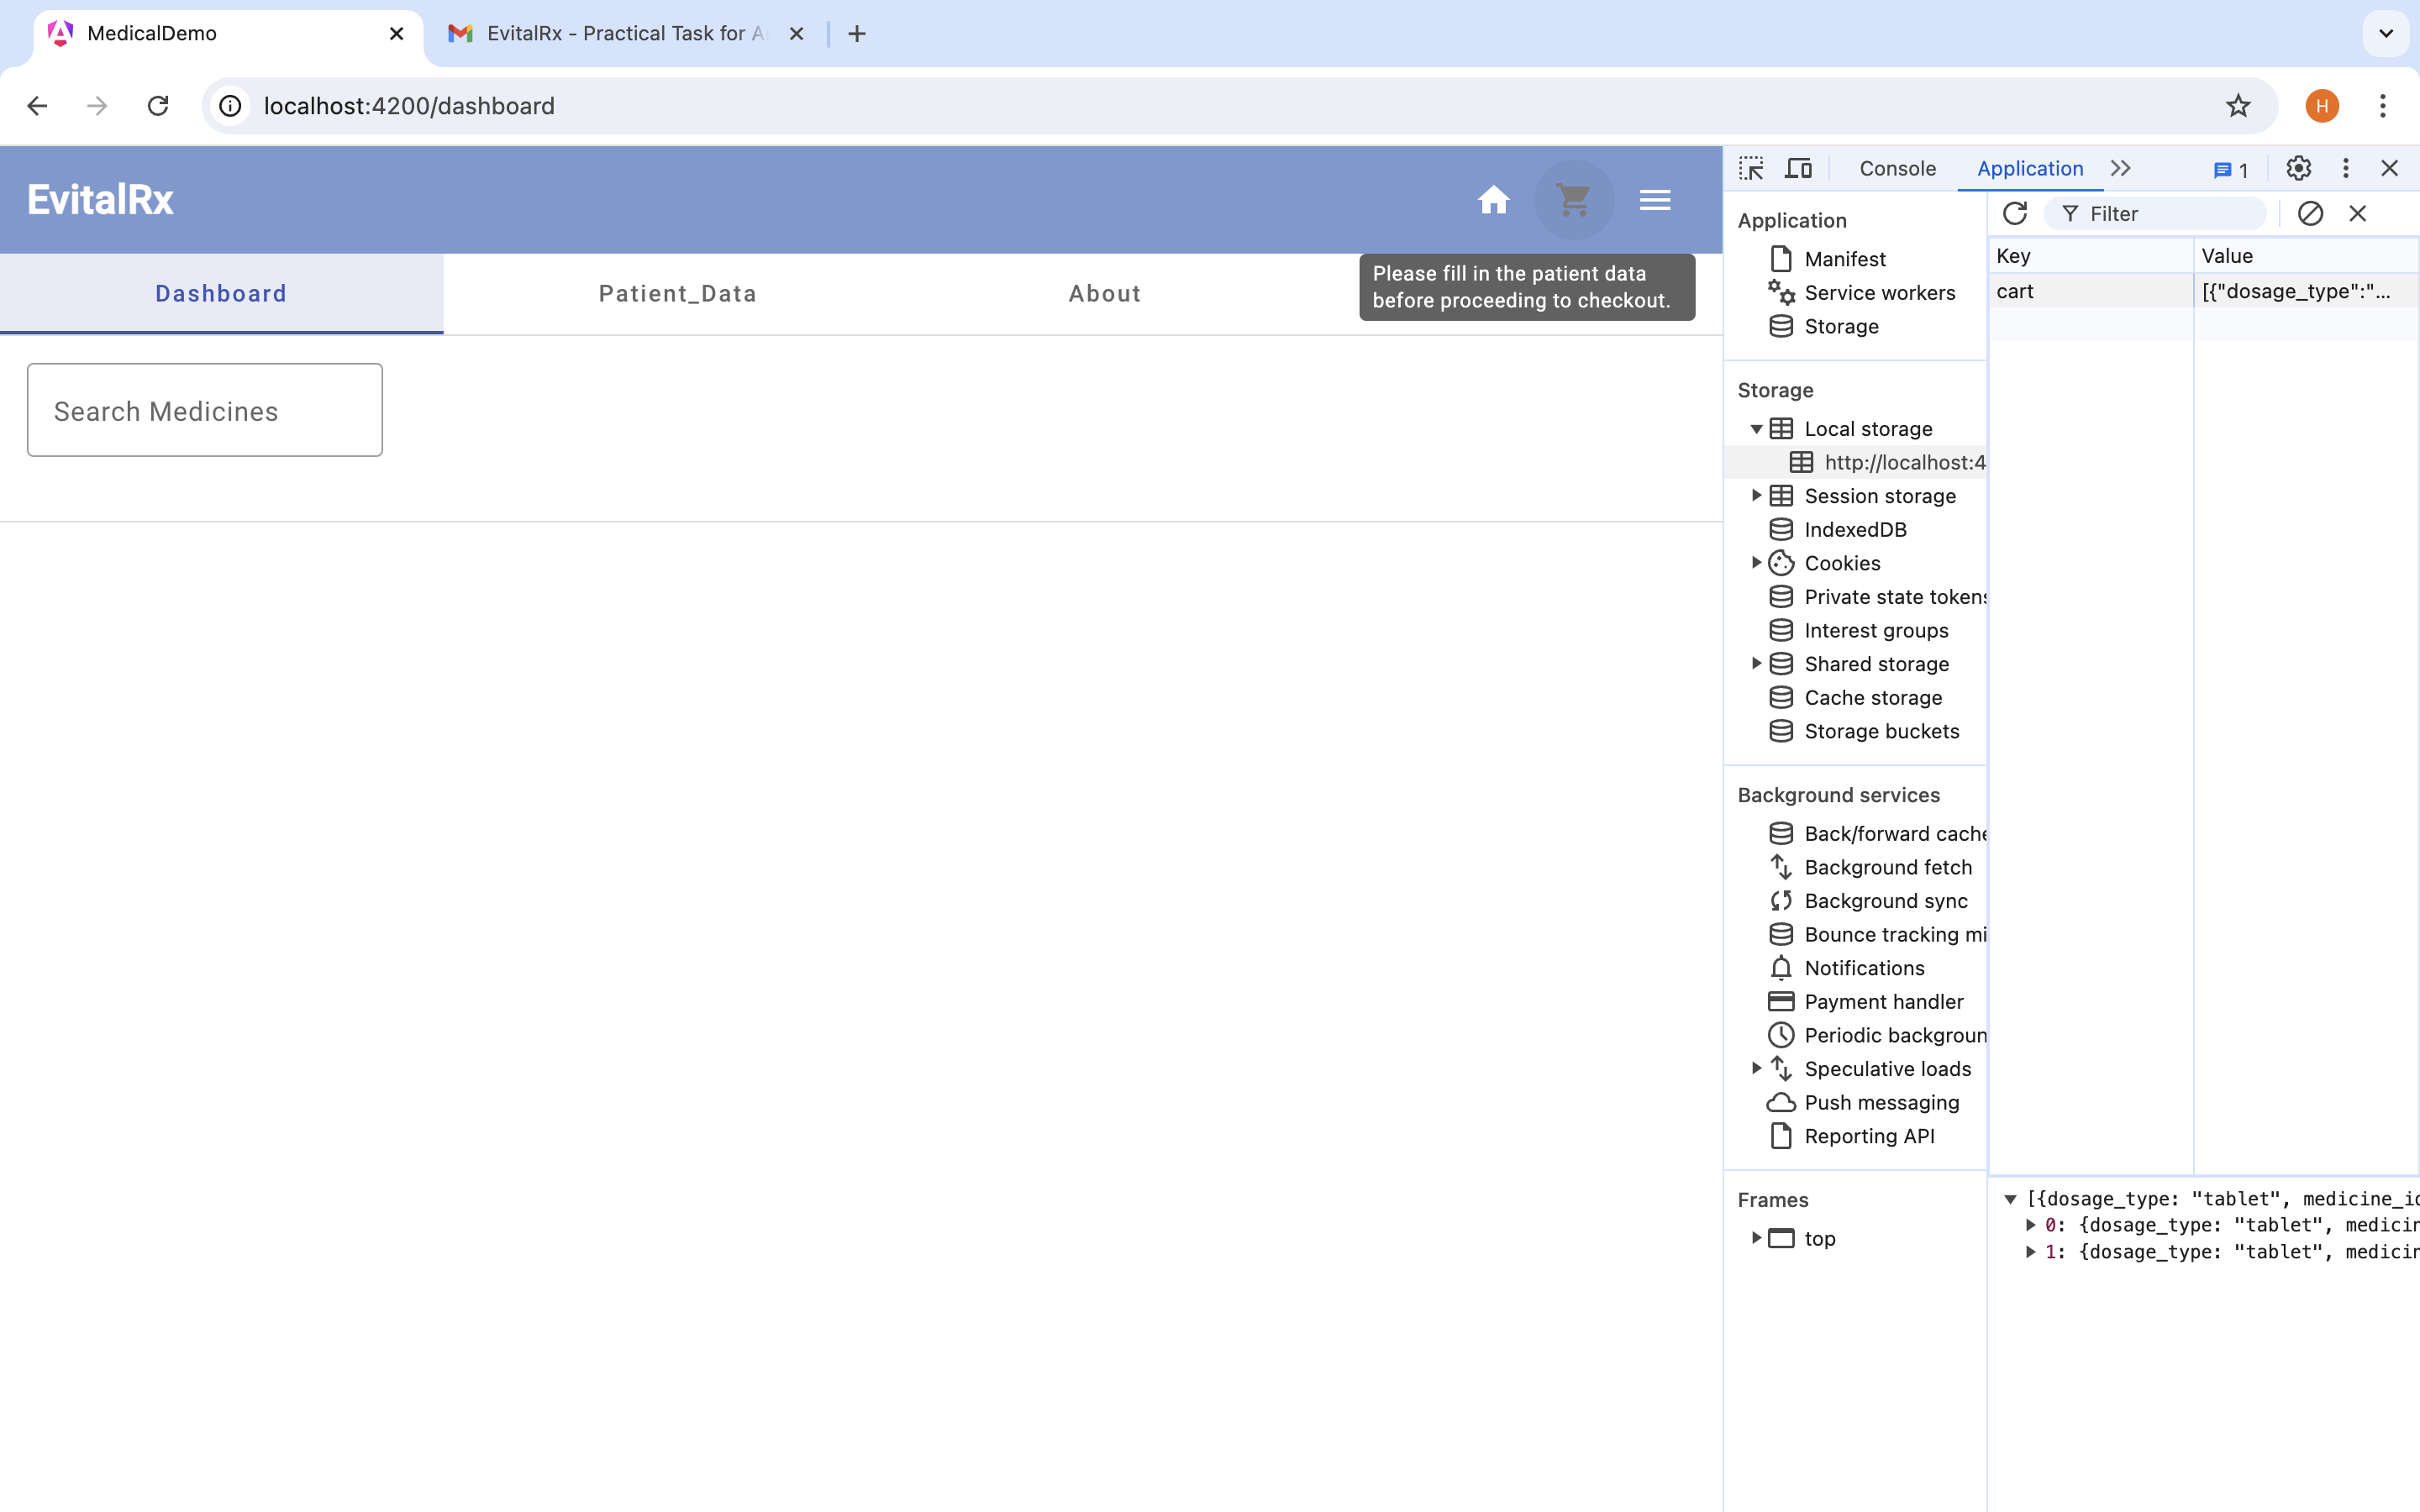 MedicalDemo
EvitalRx - Practical Task for A
localhost:4200/dashboard
H
EvitalRx
Dashboard
Patient_Data
About
Please fill in the patient data
before proceeding to checkout.
Search Medicines
Console
Application
1
Application
Manifest
Service workers
Storage
Storage
Local storage
http://localhost:4
Session storage
IndexedDB
Cookies
Private state tokens
Interest groups
Shared storage
Cache storage
Storage buckets
Background services
Back/forward cache
Background fetch
Background sync
Bounce tracking mi
Notifications
Payment handler
Periodic backgroun
Speculative loads
Push messaging
Reporting API
Frames
top
Filter
Key Value
cart [{"dosage_type":"...
[{dosage_type: "tablet", medicine_id
0: {dosage_type: "tablet", medicin
1: {dosage_type: "tablet", medicin